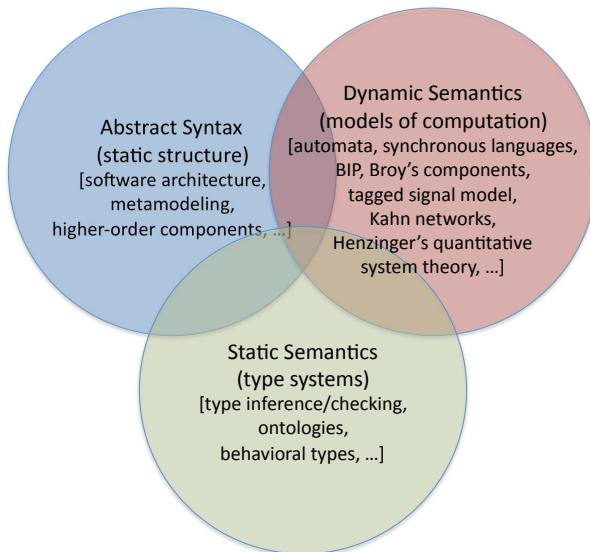 Abstract Syntax
(static structure)
[software architecture,
metamodeling,
higher-order components, ...]
Dynamic Semantics
(models of computation)
[automata, synchronous languages,
BIP, Broy's components,
tagged signal model,
Kahn networks,
Henzinger's quantitative
system theory, ...]
Static Semantics
(type systems)
[type inference/checking,
ontologies,
behavioral types, ...]